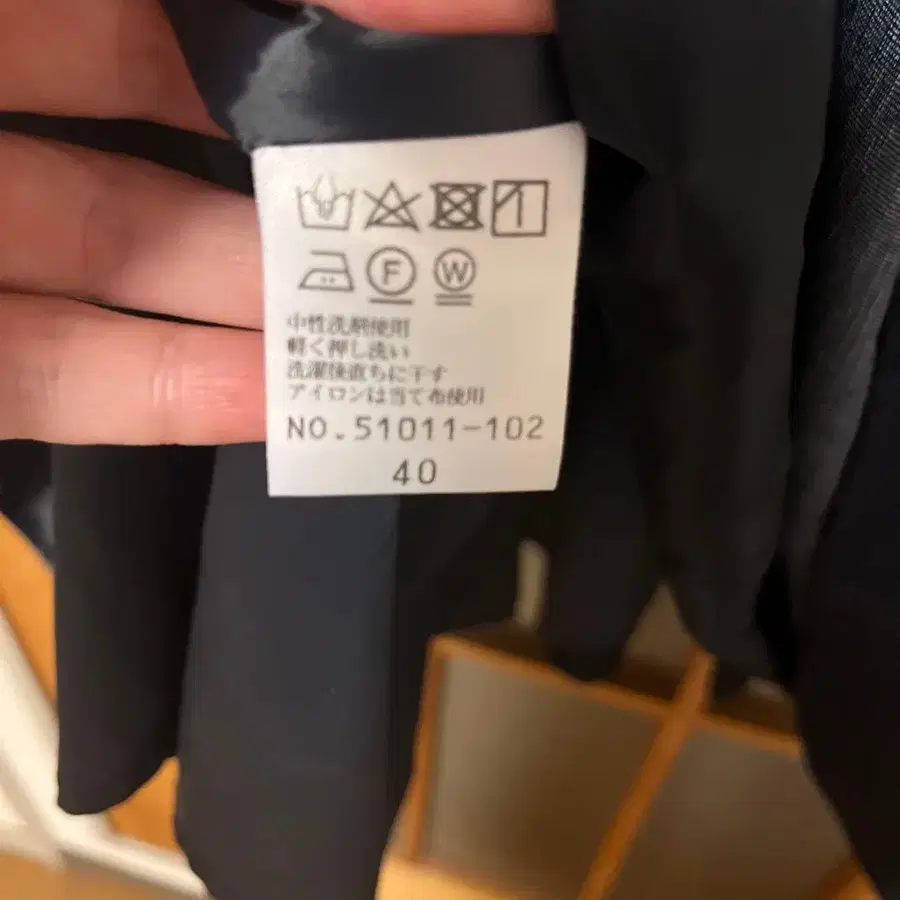 F W
中性洗剤使用
軽く押し洗い
洗濯後直ちに干す
アイロンは当て布使用
NO.51011-102
40